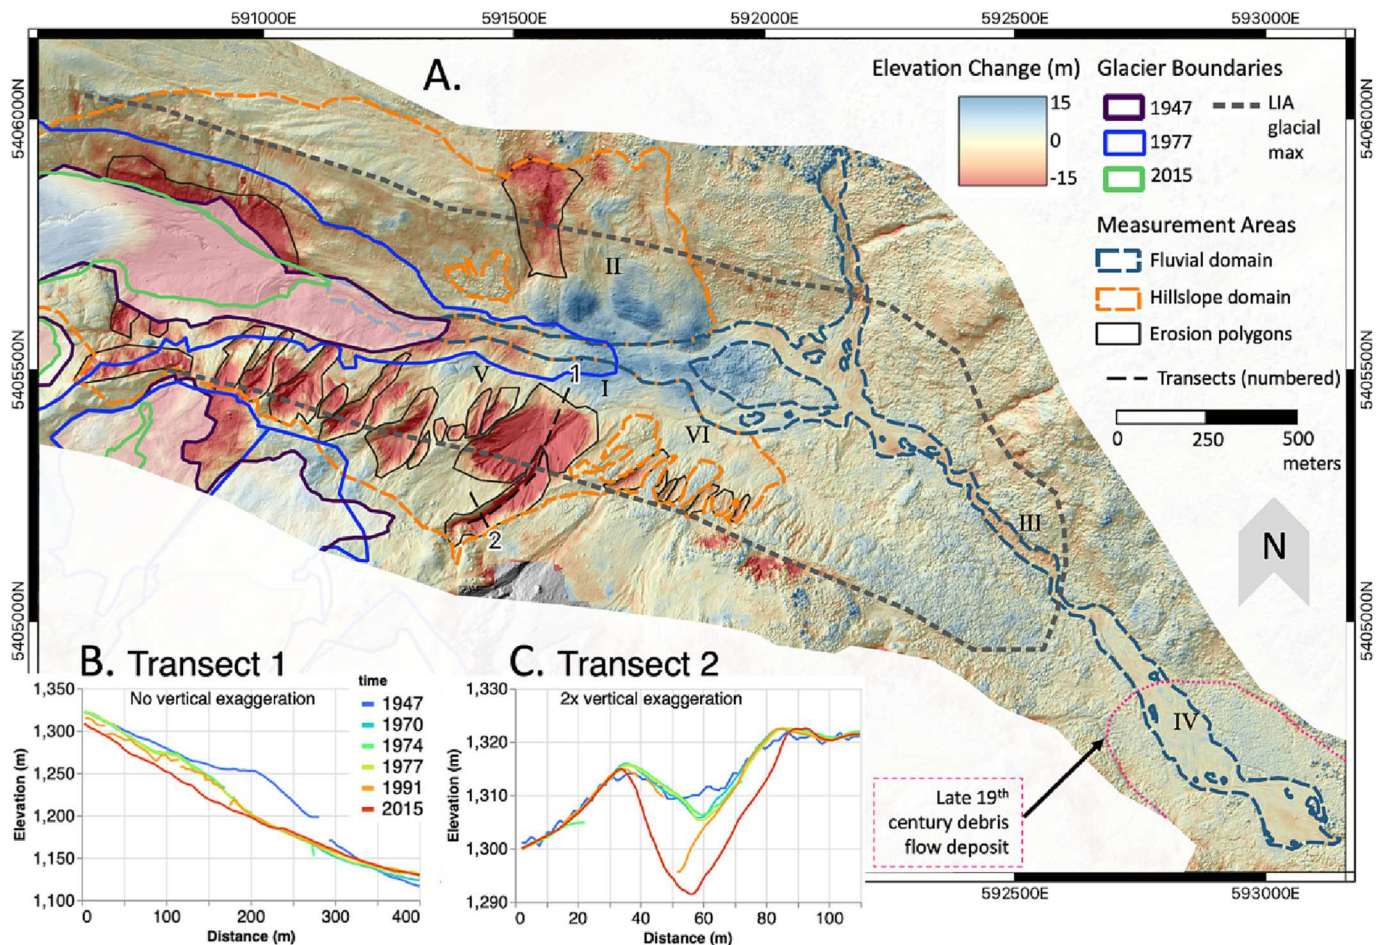 591000E 591500E 592000E 592500E 593000E
A.
Elevation Change (m)
15
0
-15
Glacier Boundaries
1947
1977
2015
LIA
glacial
max
Measurement Areas
Fluvial domain
Hillslope domain
Erosion polygons
Transects (numbered)
0 250 500
meters
N
5406000N
5405500N
5405000N
5406000N
5405500N
5405000N
II
V
1
I
VI
2
III
IV
Late 19th
century debris
flow deposit
592500E 593000E
B. Transect 1
No vertical exaggeration
time
1947
1970
1974
1977
1991
2015
1,350
1,300
1,250
1,200
1,150
1,100
Elevation (m)
0 100 200 300 400
Distance (m)
C. Transect 2
2x vertical exaggeration
1,330
1,320
1,310
1,300
1,290
Elevation (m)
0 20 40 60 80 100
Distance (m)